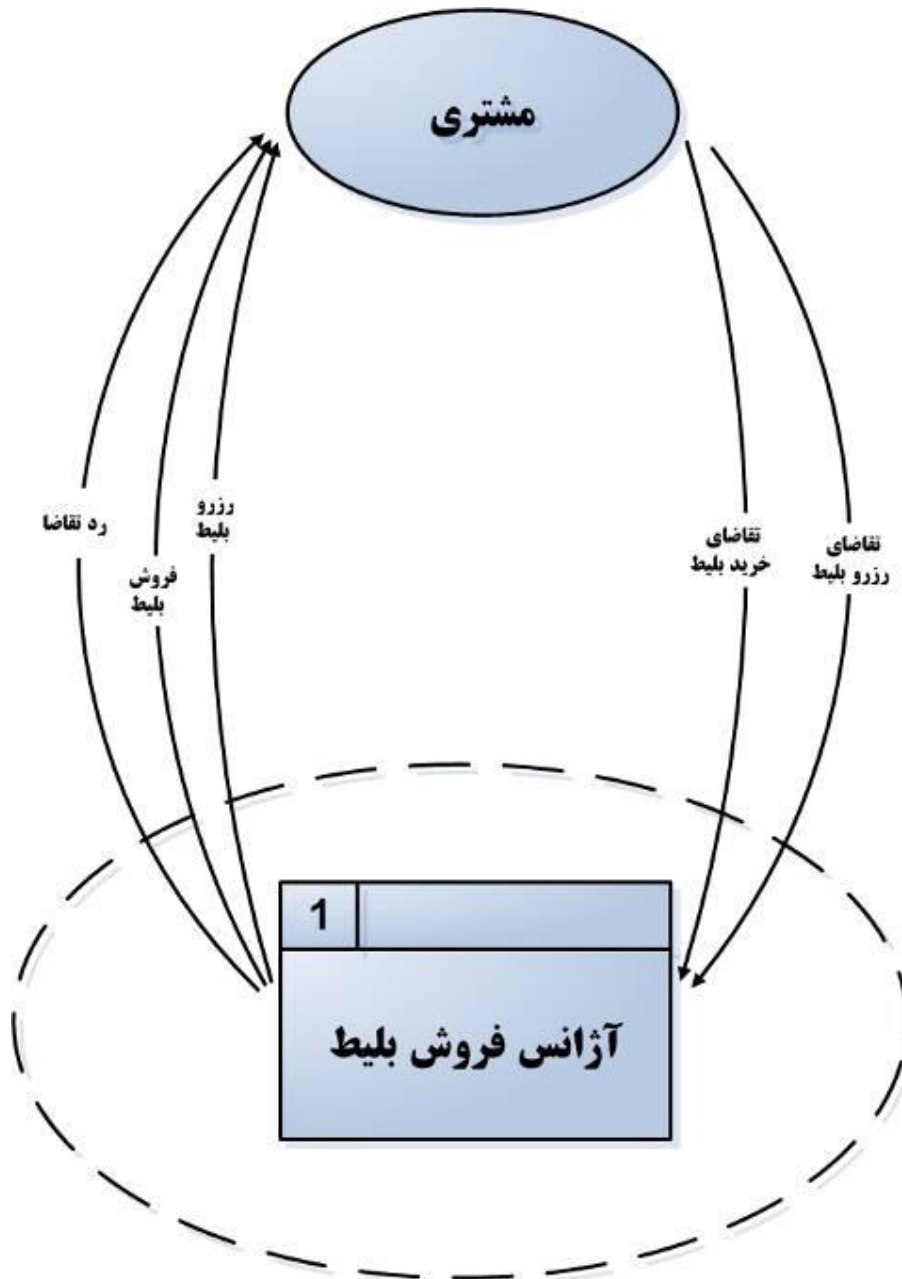 مشتری
رزرو
بلیط
رد تقاضا
فروش
بلیط
تقاضای
خرید بلیط
تقاضای
رزرو بلیط
1
آژانس فروش بلیط